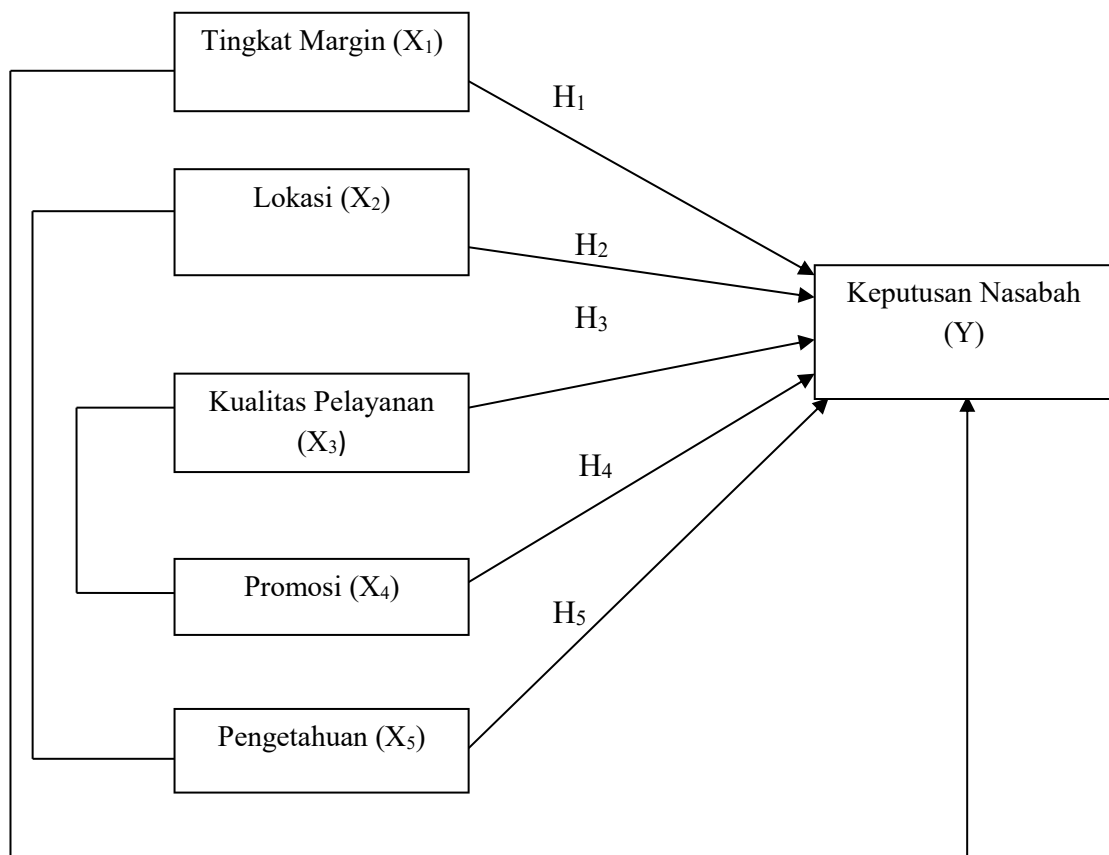 Tingkat Margin (X₁)
H₁
Lokasi (X₂)
H₂
Keputusan Nasabah
(Y)
H₃
Kualitas Pelayanan
(X₃)
H₄
Promosi (X₄)
H₅
Pengetahuan (X₅)